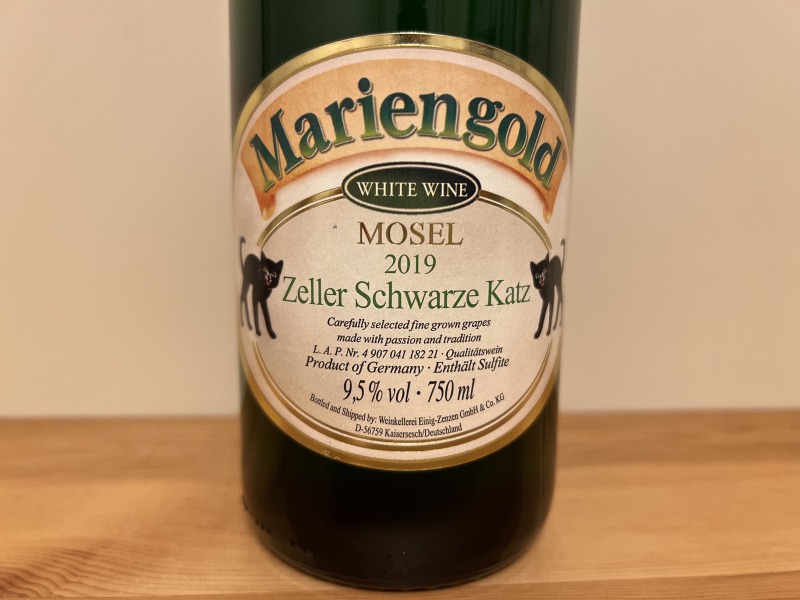 Mariengold
WHITE WINE
MOSEL
2019
Zeller Schwarze Katz
Carefully selected fine grown grapes
made with passion and tradition
L. A. P. Nr. 4 907 041 182 21 · Qualitätswein
Product of Germany · Enthält Sulfite
9,5 % vol · 750 ml
Bottled and Shipped by: Weinkellerei Einig-Zenzen GmbH & Co. KG
D-56759 Kaisersesch/Deutschland